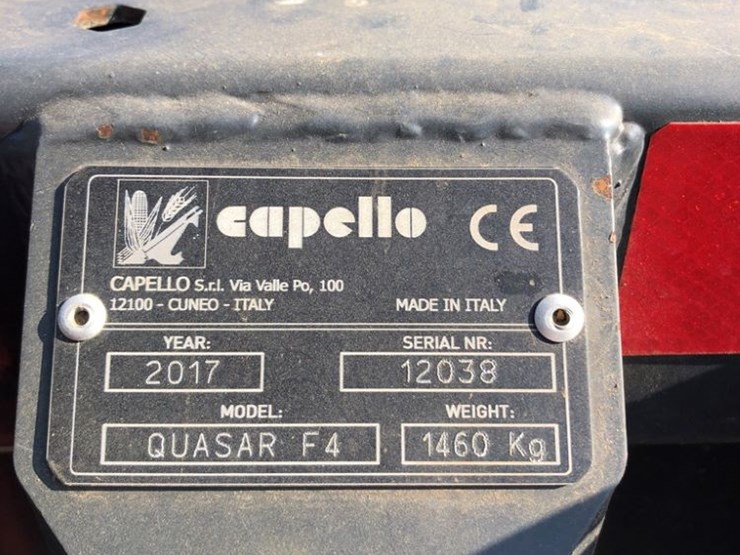 capello CE
CAPELLO S.r.l. Via Valle Po, 100
12100 - CUNEO - ITALY MADE IN ITALY
YEAR: SERIAL NR:
2017 12038
MODEL: WEIGHT:
QUASAR F4 1460 Kg